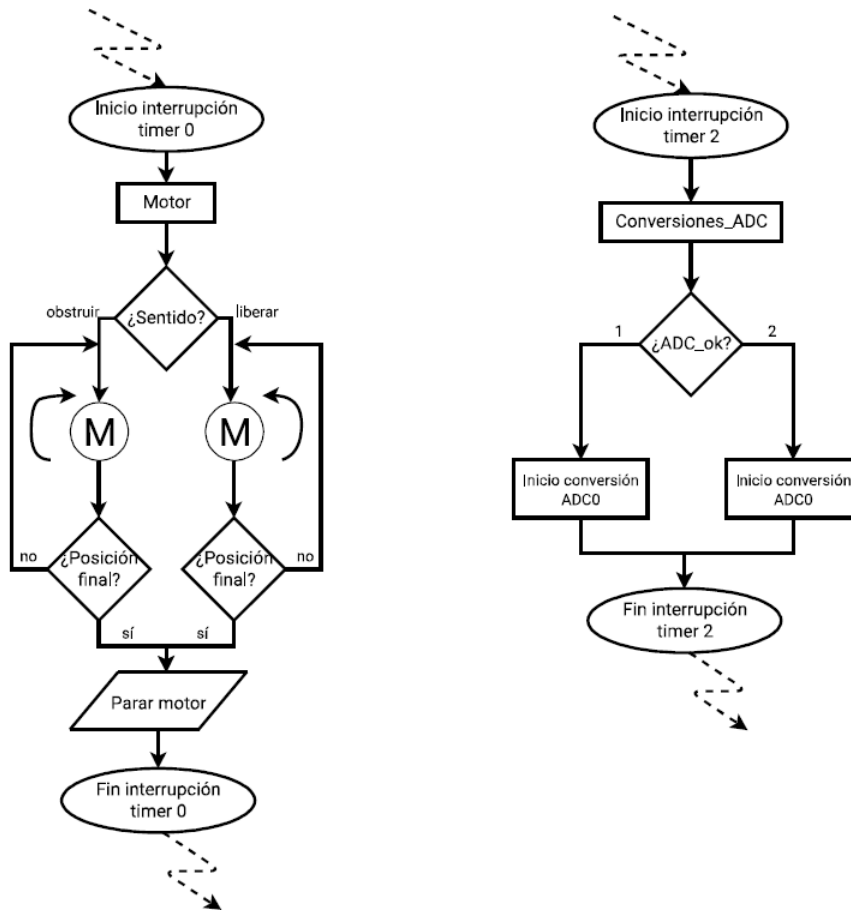 Inicio interrupción
timer 0
Motor
¿Sentido?
obstruir
liberar
M
M
¿Posición
final?
¿Posición
final?
no
no
sí
sí
Parar motor
Fin interrupción
timer 0
Inicio interrupción
timer 2
Conversiones_ADC
¿ADC_ok?
1
2
Inicio conversión
ADC0
Inicio conversión
ADC0
Fin interrupción
timer 2